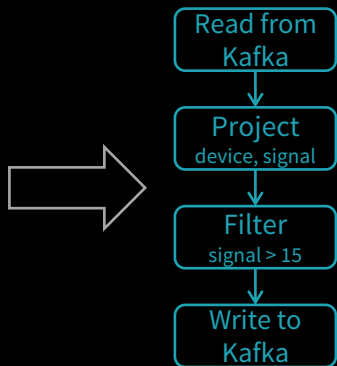 Read from
Kafka
Project
device, signal
Filter
signal > 15
Write to
Kafka